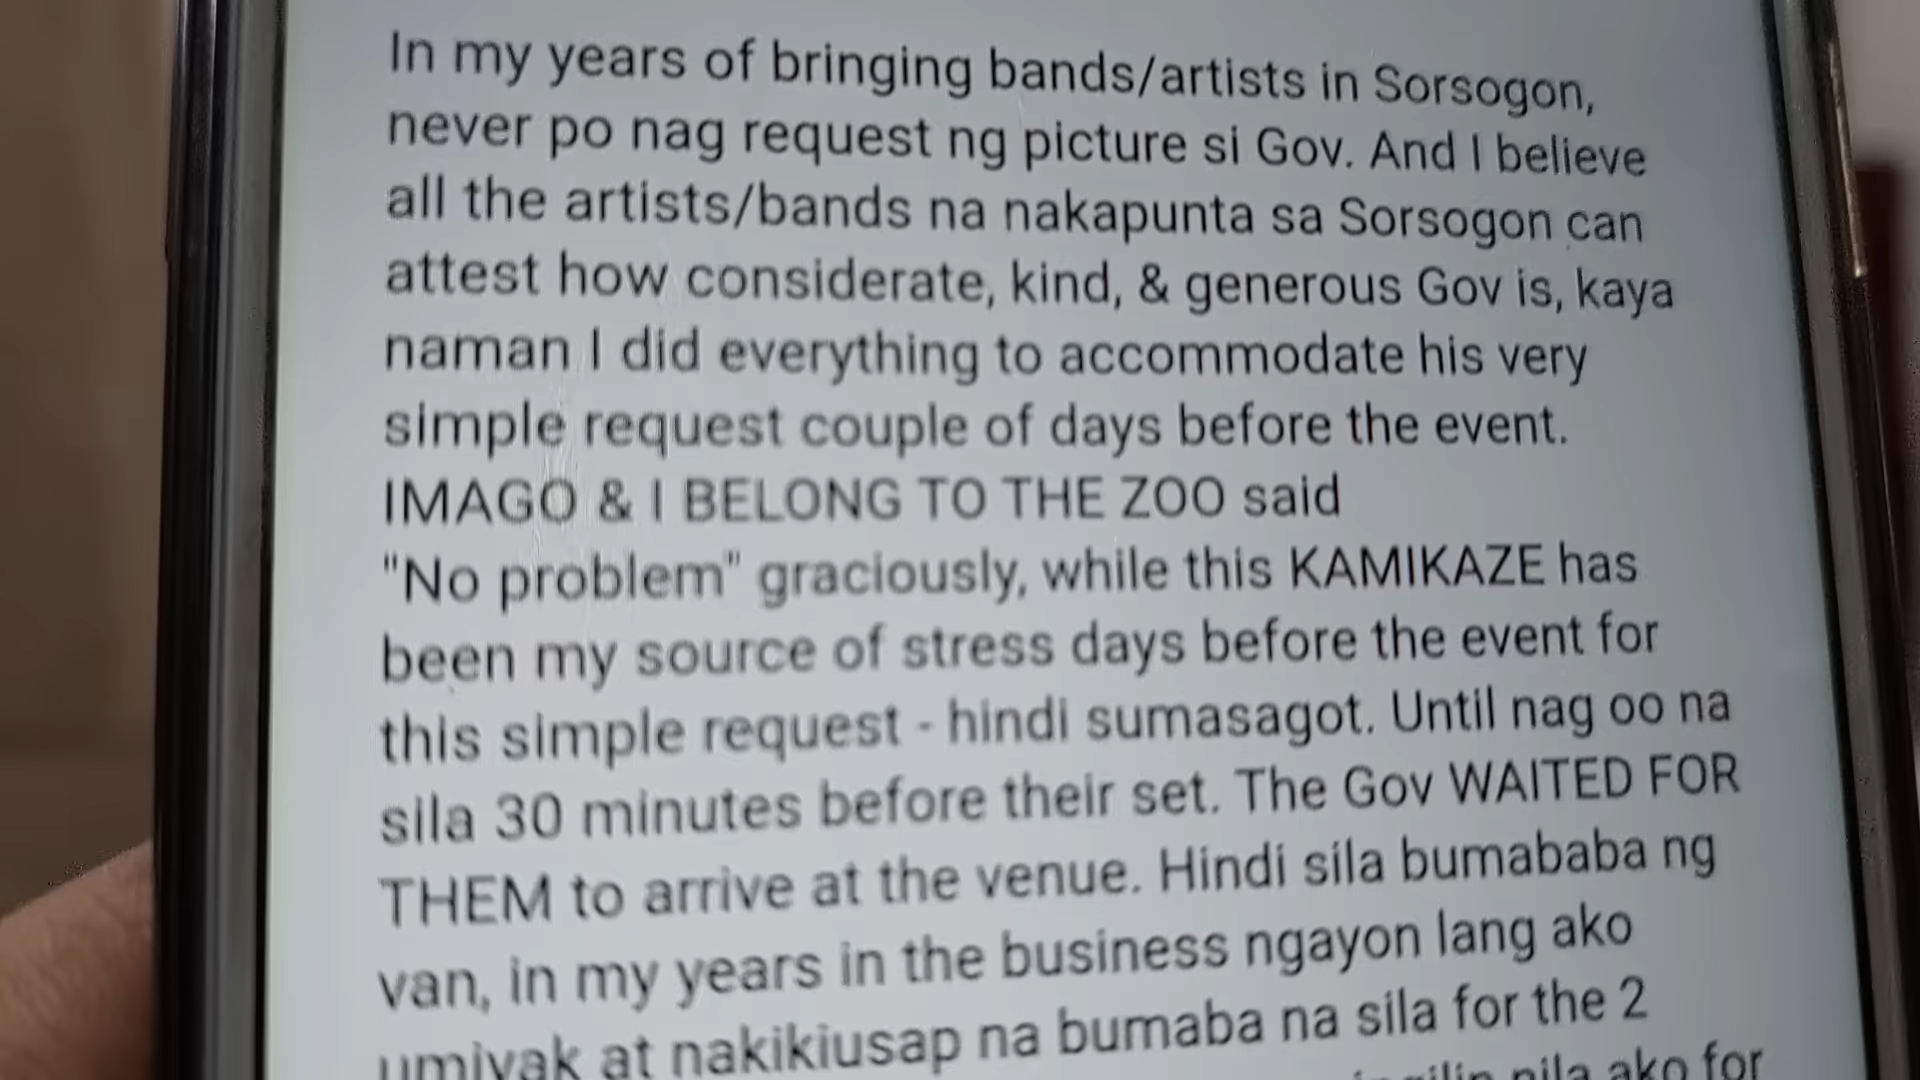 In my years of bringing bands/artists in Sorsogon,
never po nag request ng picture si Gov. And I believe
all the artists/bands na nakapunta sa Sorsogon can
attest how considerate, kind, & generous Gov is, kaya
naman I did everything to accommodate his very
simple request couple of days before the event.
IMAGO & I BELONG TO THE ZOO said
"No problem" graciously, while this KAMIKAZE has
been my source of stress days before the event for
this simple request - hindi sumasagot. Until nag oo na
sila 30 minutes before their set. The Gov WAITED FOR
THEM to arrive at the venue. Hindi sila bumababa ng
van, in my years in the business ngayon lang ako
umiyak at nakikiusap na bumaba na sila for the 2
nila ako for